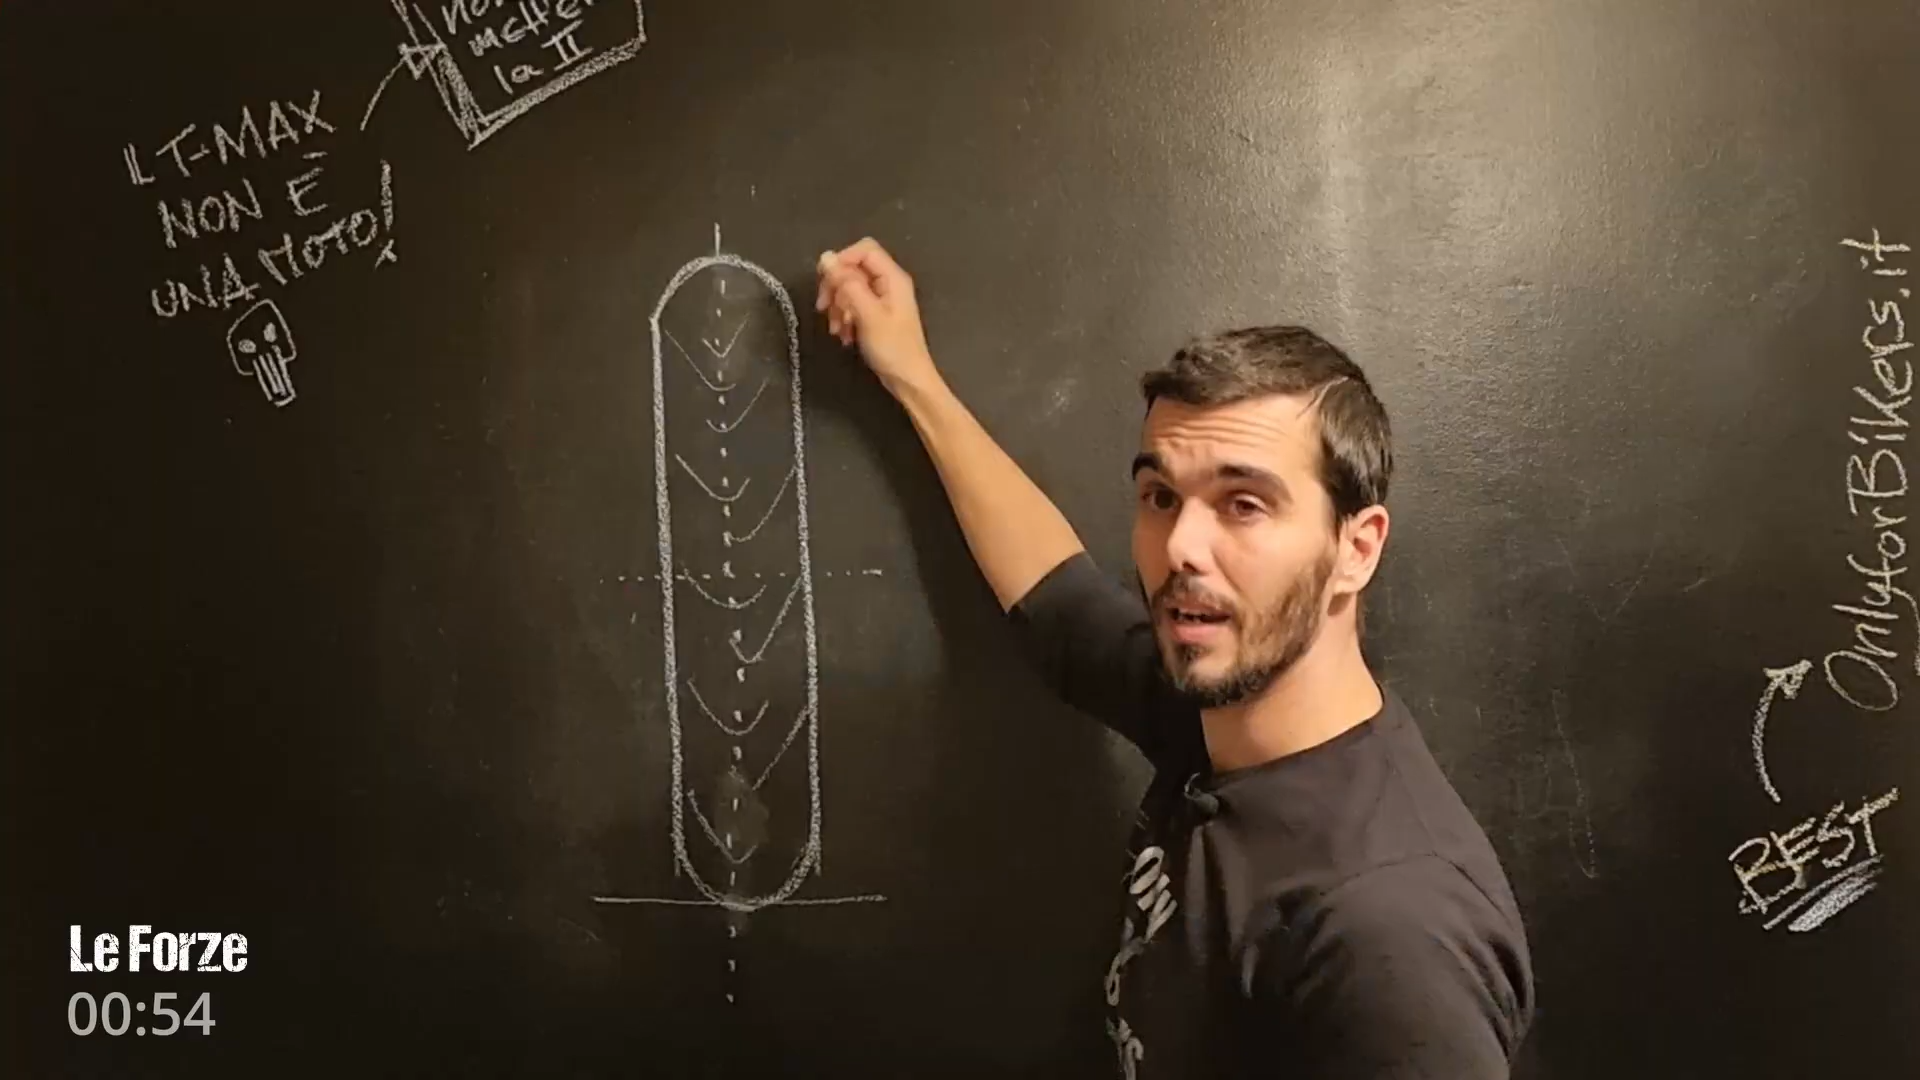 la II
IL T-MAX
NON È
UNA MOTO!
OnlyforBikers.it
BEST
Le Forze
00:54